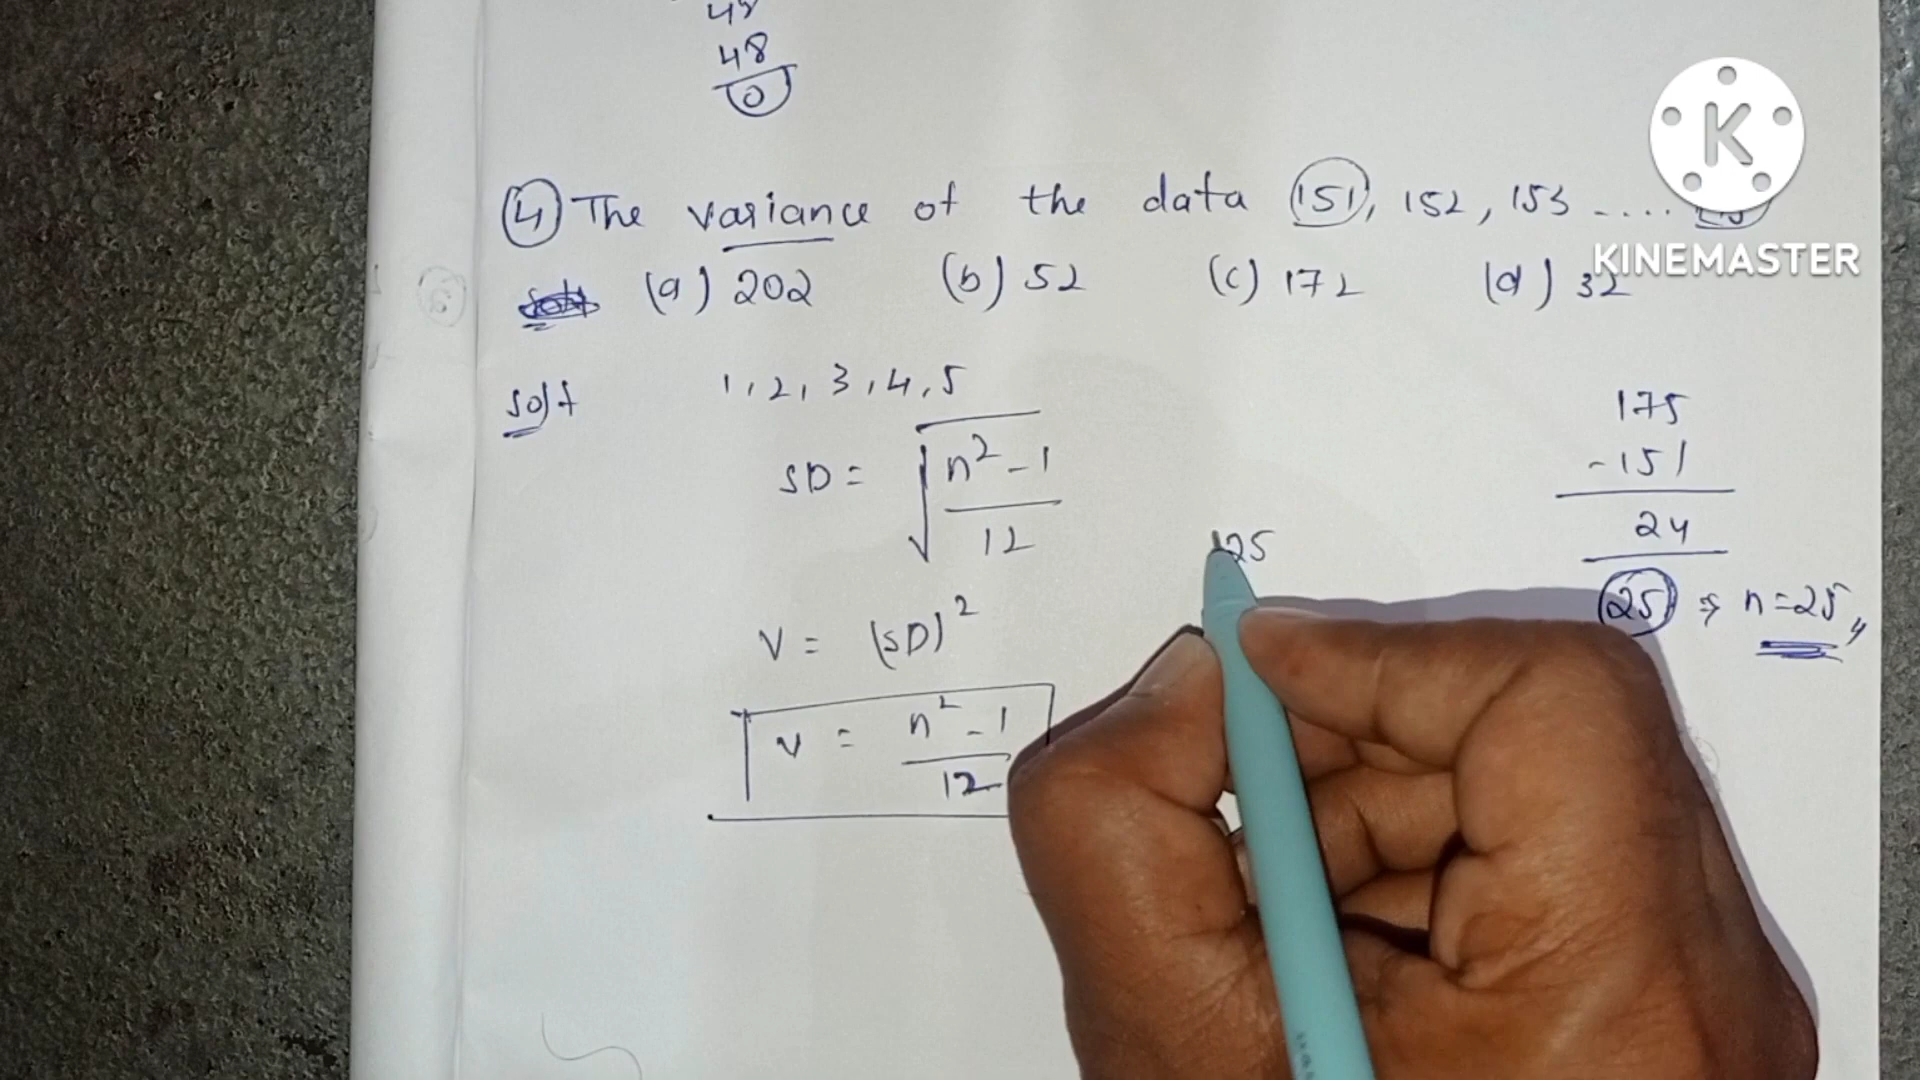 48
48
0
④ The variance of the data 151, 152, 153 .....
(a) 202 (b) 52 (c) 172 (d) 32
KINEMASTER
K
Sol+
1, 2, 3, 4, 5
SD = √(n² - 1 / 12)
V = (SD)²
V = n² - 1 / 12
25
175
- 151
24
25 ⇒ n = 25